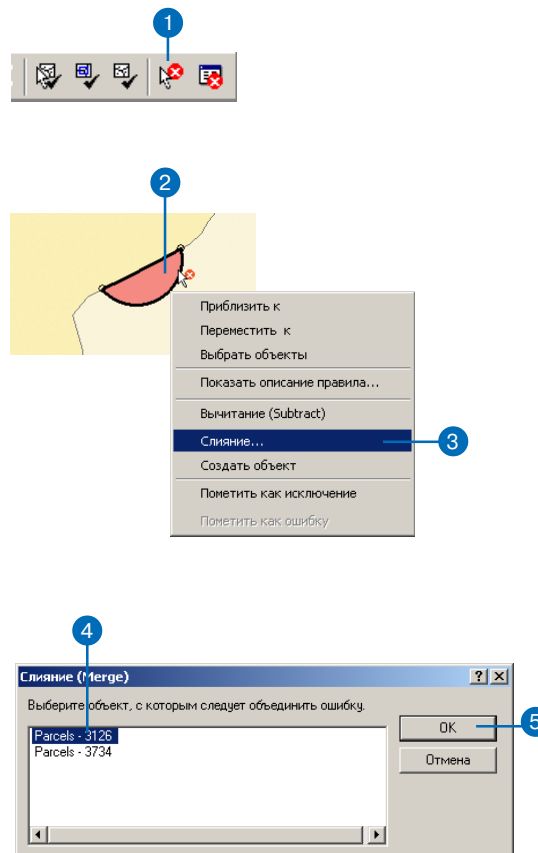 1
2
Приблизить к
Переместить к
Выбрать объекты
Показать описание правила...
Вычитание (Subtract)
Слияние...
3
Создать объект
Пометить как исключение
Пометить как ошибку
4
Слияние (Merge)
Выберите объект, с которым следует объединить ошибку.
Parcels - 3126
Parcels - 3734
OK
5
Отмена